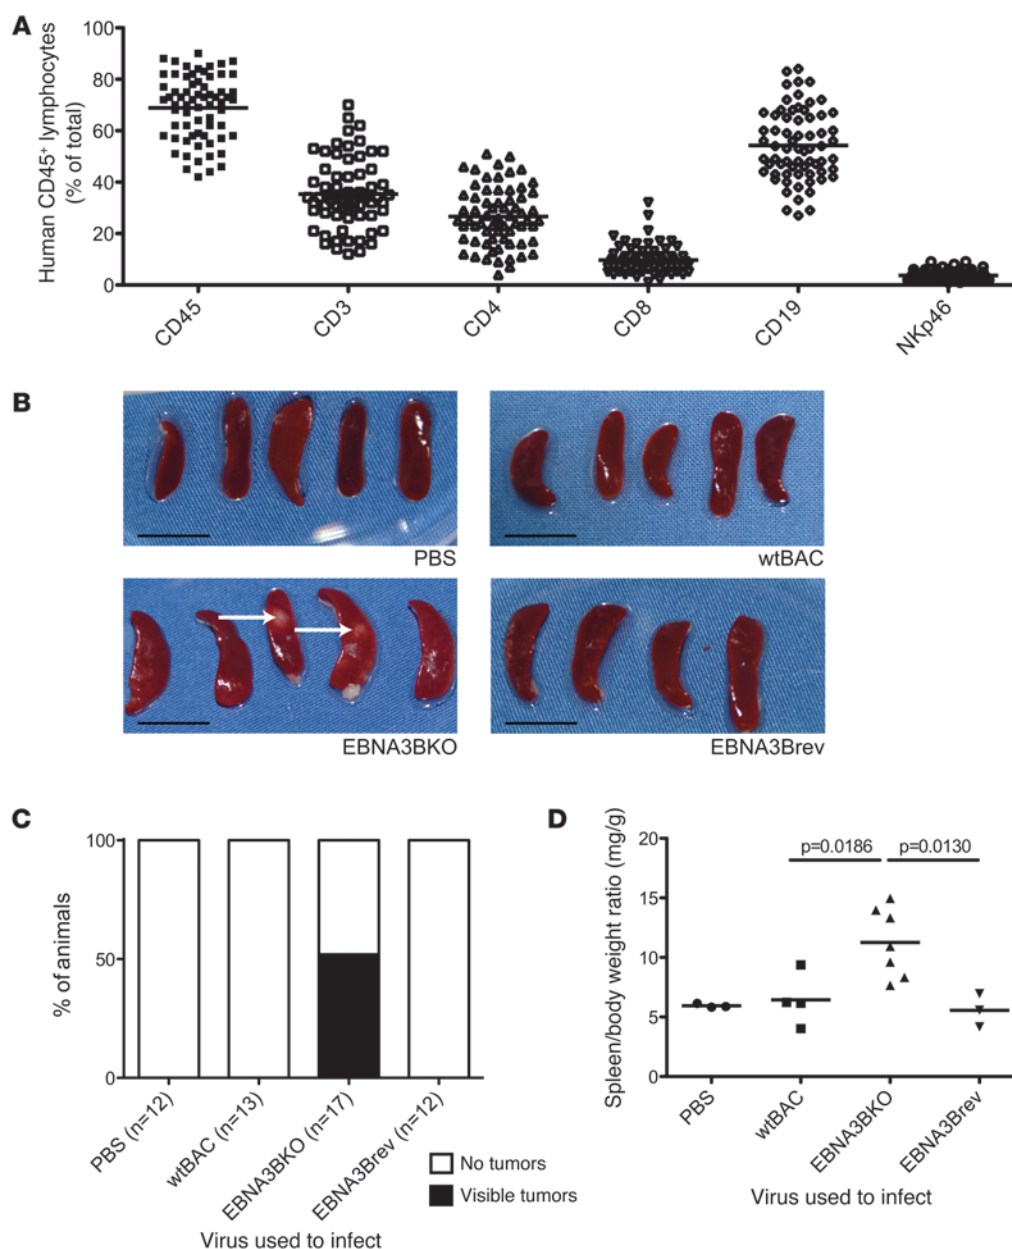 A
Human CD45⁺ lymphocytes
(% of total)
100
80
60
40
20
0
CD45
CD3
CD4
CD8
CD19
NKp46
B
PBS
wtBAC
EBNA3BKO
EBNA3Brev
C
% of animals
100
50
0
PBS (n=12)
wtBAC (n=13)
EBNA3BKO (n=17)
EBNA3Brev (n=12)
Virus used to infect
No tumors
Visible tumors
D
Spleen/body weight ratio (mg/g)
20
15
10
5
0
p=0.0186
p=0.0130
PBS
wtBAC
EBNA3BKO
EBNA3Brev
Virus used to infect